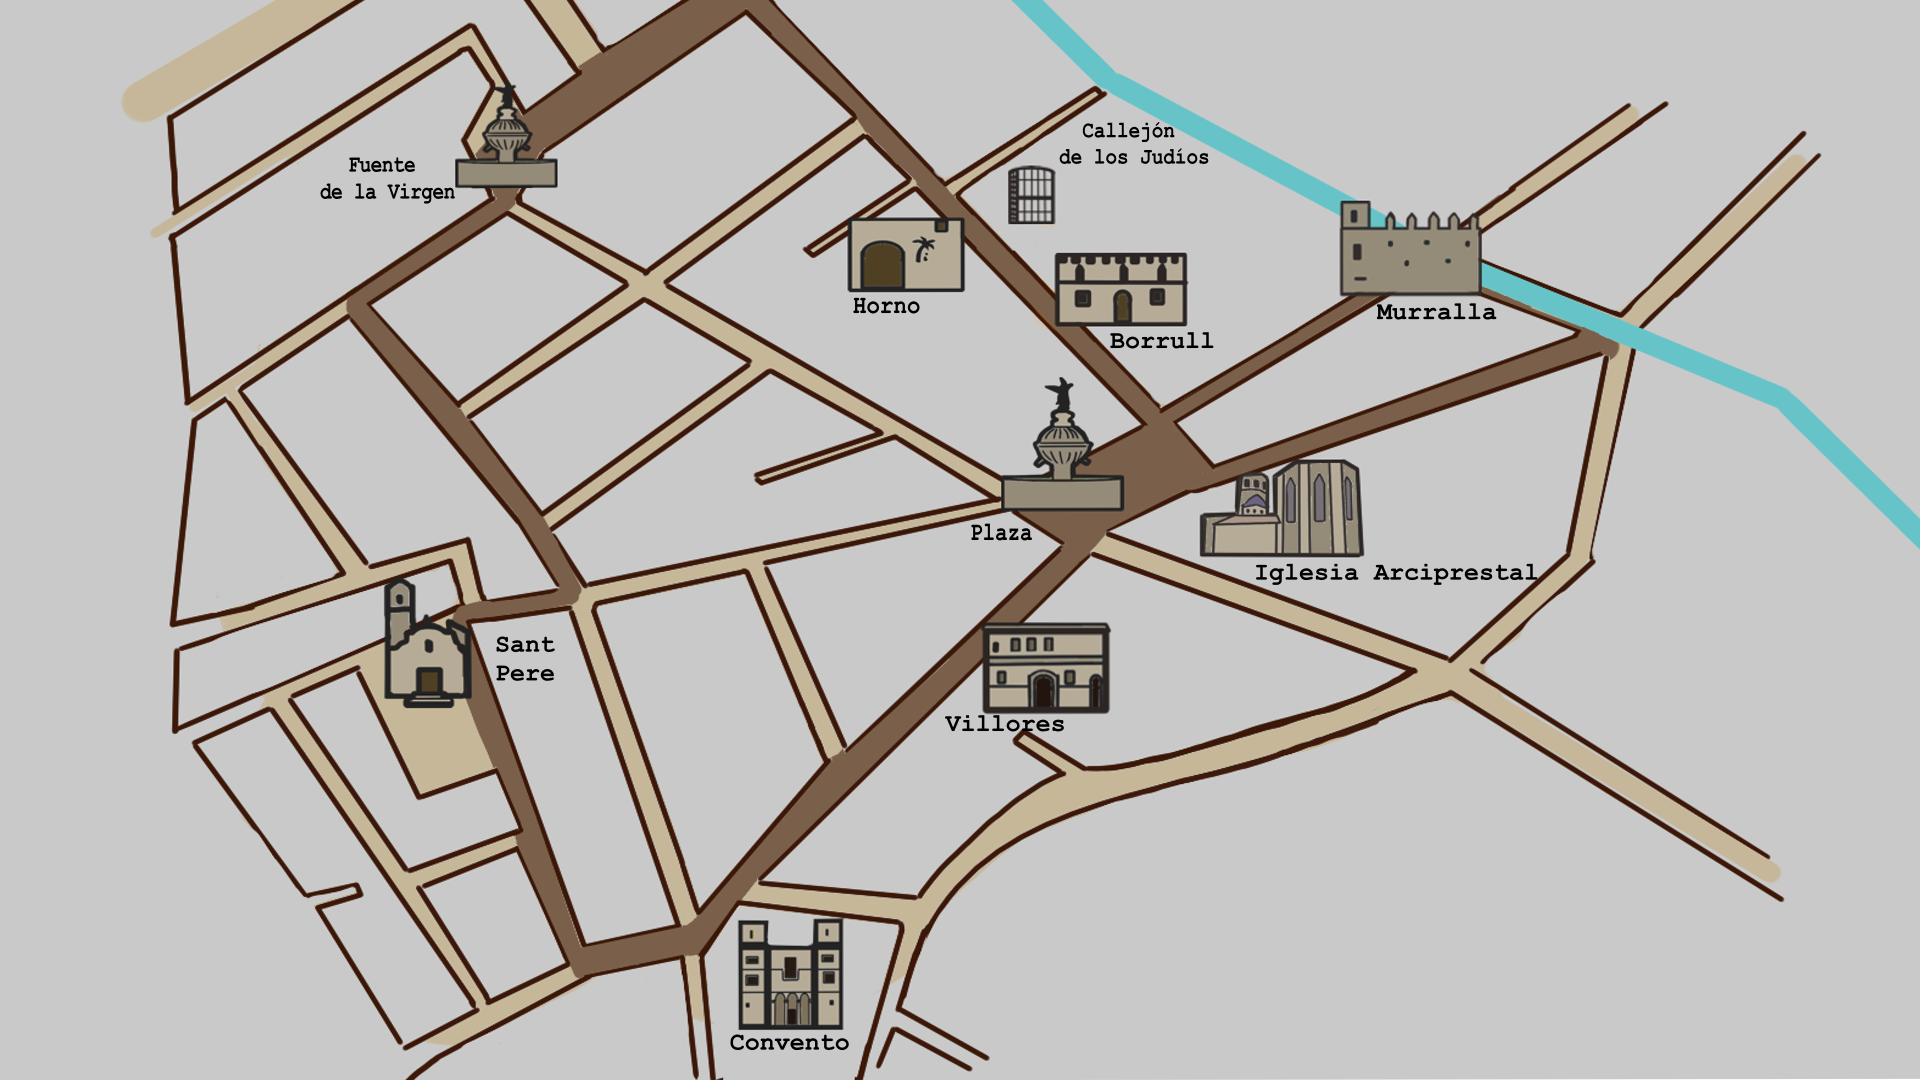 Callejón
de los Judíos
Fuente
de la Virgen
Horno
Murralla
Borrull
Plaza
Iglesia Arciprestal
Sant
Pere
Villores
Convento